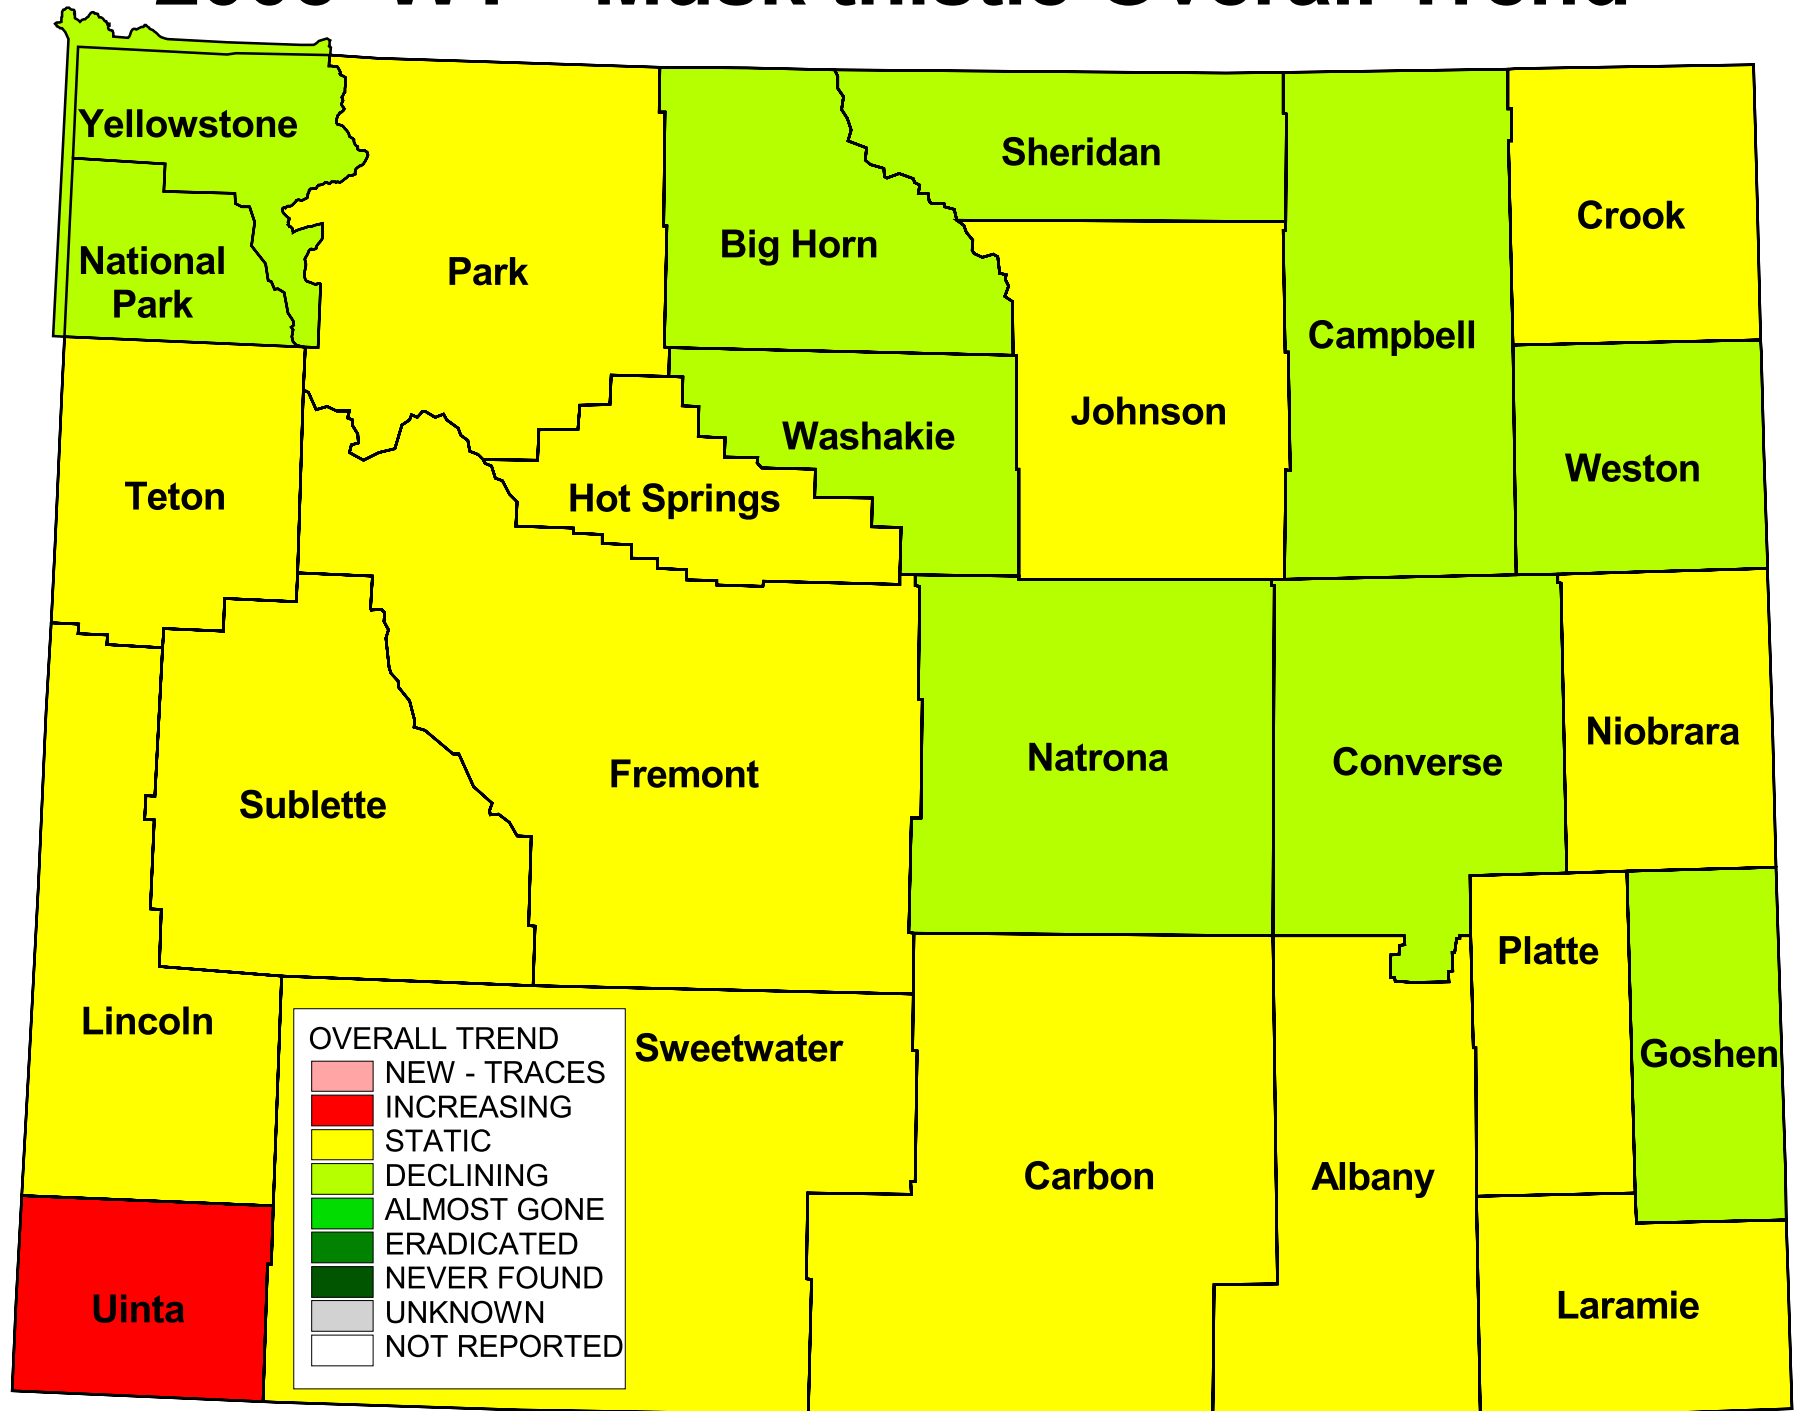 Yellowstone
National
Park
Park
Big Horn
Sheridan
Campbell
Crook
Johnson
Washakie
Weston
Teton
Hot Springs
Fremont
Sublette
Natrona
Converse
Niobrara
Platte
Goshen
Lincoln
Sweetwater
Carbon
Albany
Laramie
Uinta
OVERALL TREND
NEW - TRACES
INCREASING
STATIC
DECLINING
ALMOST GONE
ERADICATED
NEVER FOUND
UNKNOWN
NOT REPORTED